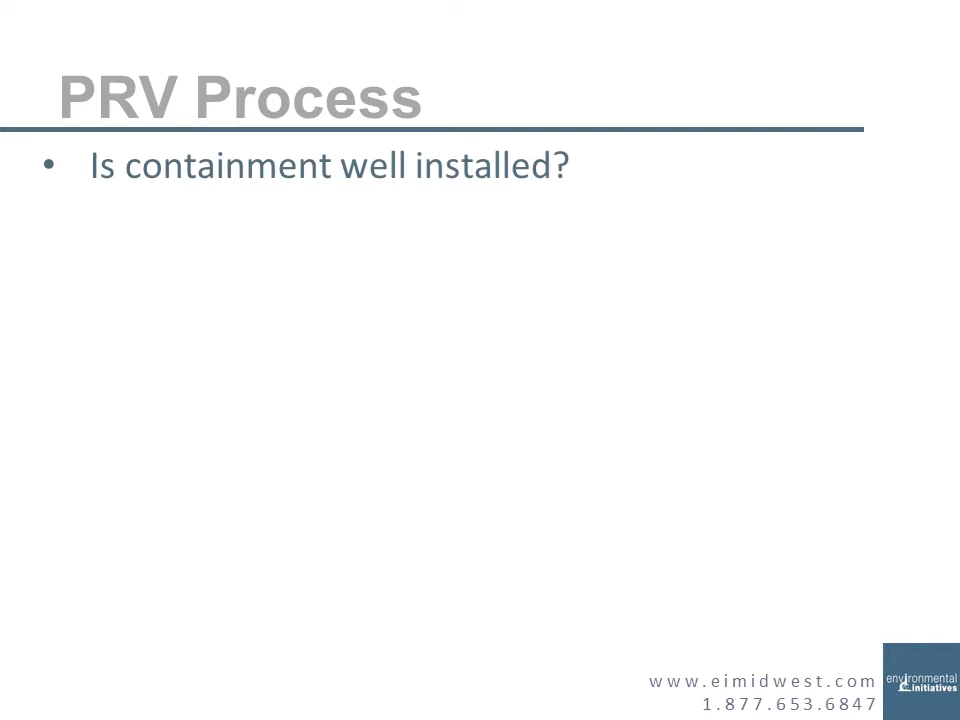 PRV Process
• Is containment well installed?
www.eimidwest.com
1.877.653.6847
environmental
initiatives